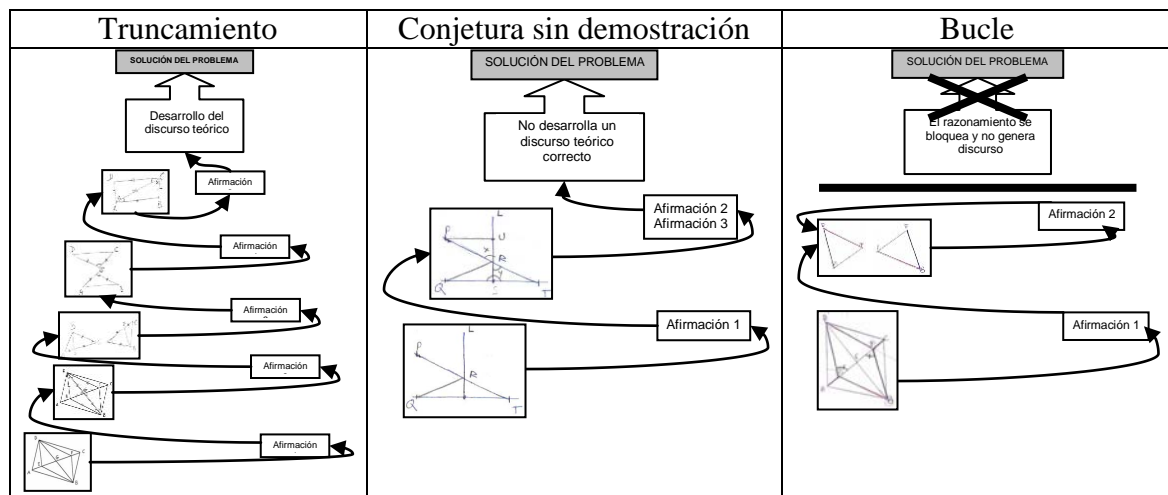 Truncamiento
Conjetura sin demostración
Bucle
SOLUCIÓN DEL PROBLEMA
Desarrollo del
discurso teórico
Afirmación
Afirmación
Afirmación
Afirmación
Afirmación
SOLUCIÓN DEL PROBLEMA
No desarrolla un
discurso teórico
correcto
Afirmación 2
Afirmación 3
L
P
U
x
R
Q
T
Afirmación 1
L
P
R
Q
T
SOLUCIÓN DEL PROBLEMA
El razonamiento se
bloquea y no genera
discurso
Afirmación 2
Afirmación 1